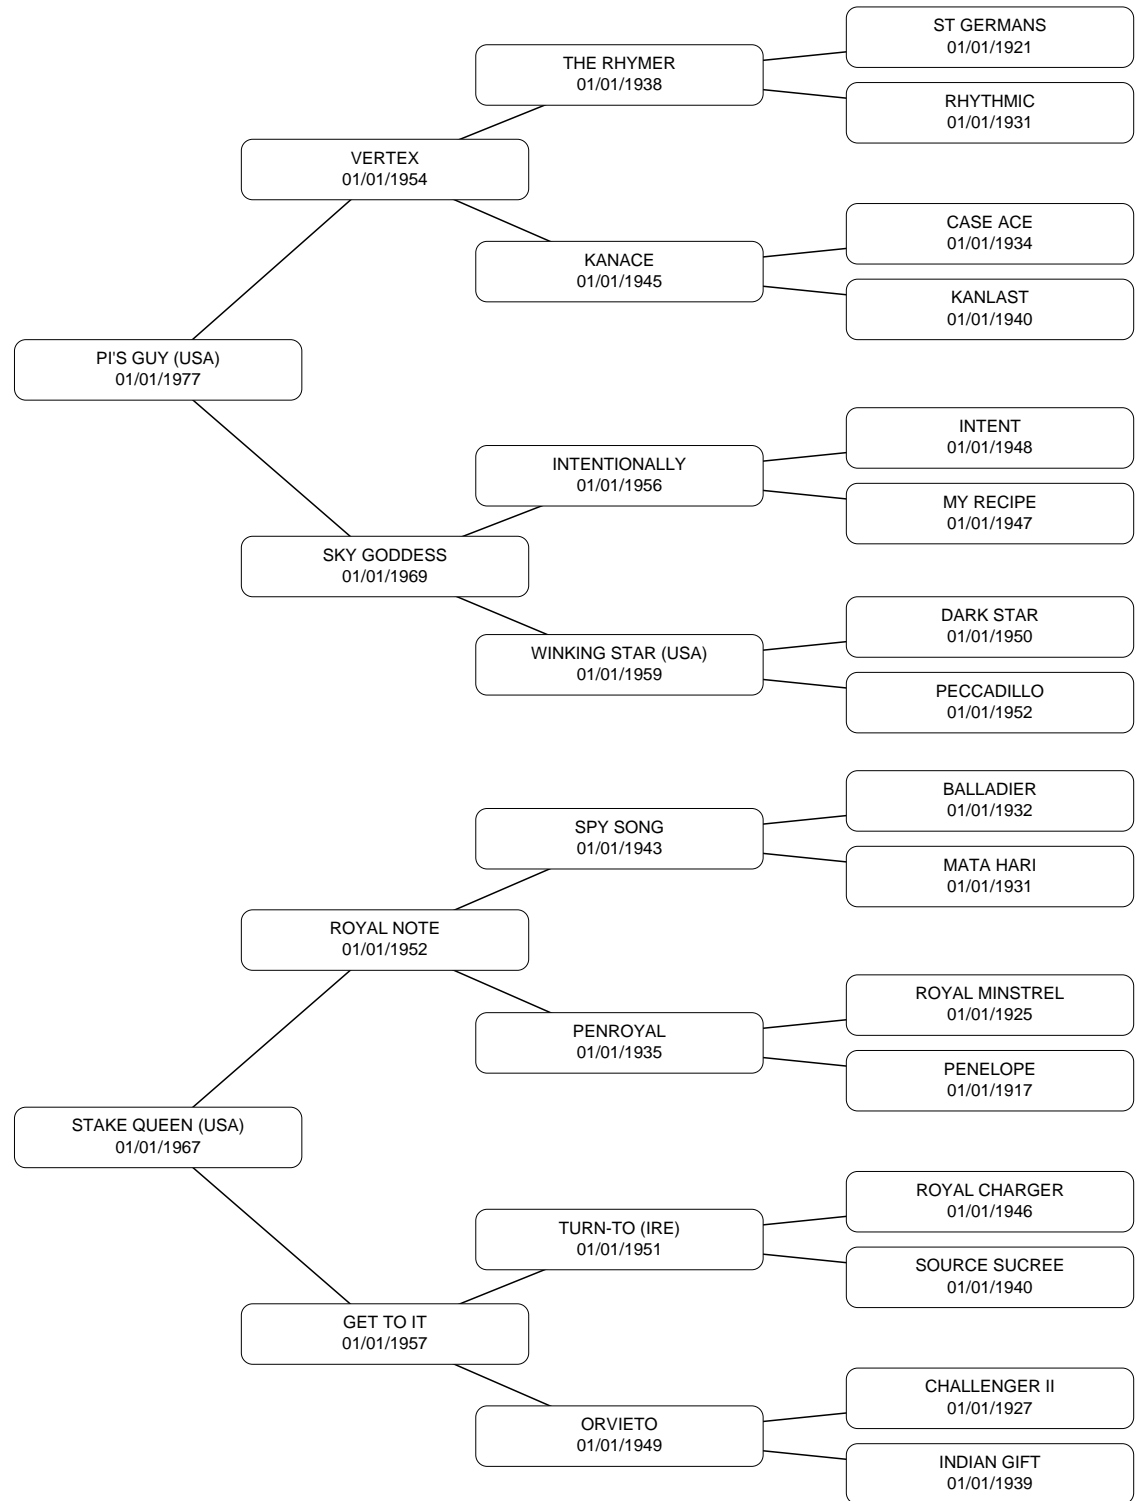 ST GERMANS
01/01/1921
THE RHYMER
01/01/1938
RHYTHMIC
01/01/1931
VERTEX
01/01/1954
CASE ACE
01/01/1934
KANACE
01/01/1945
KANLAST
01/01/1940
PI'S GUY (USA)
01/01/1977
INTENT
01/01/1948
INTENTIONALLY
01/01/1956
MY RECIPE
01/01/1947
SKY GODDESS
01/01/1969
DARK STAR
01/01/1950
WINKING STAR (USA)
01/01/1959
PECCADILLO
01/01/1952
BALLADIER
01/01/1932
SPY SONG
01/01/1943
MATA HARI
01/01/1931
ROYAL NOTE
01/01/1952
ROYAL MINSTREL
01/01/1925
PENROYAL
01/01/1935
PENELOPE
01/01/1917
STAKE QUEEN (USA)
01/01/1967
ROYAL CHARGER
01/01/1946
TURN-TO (IRE)
01/01/1951
SOURCE SUCREE
01/01/1940
GET TO IT
01/01/1957
CHALLENGER II
01/01/1927
ORVIETO
01/01/1949
INDIAN GIFT
01/01/1939